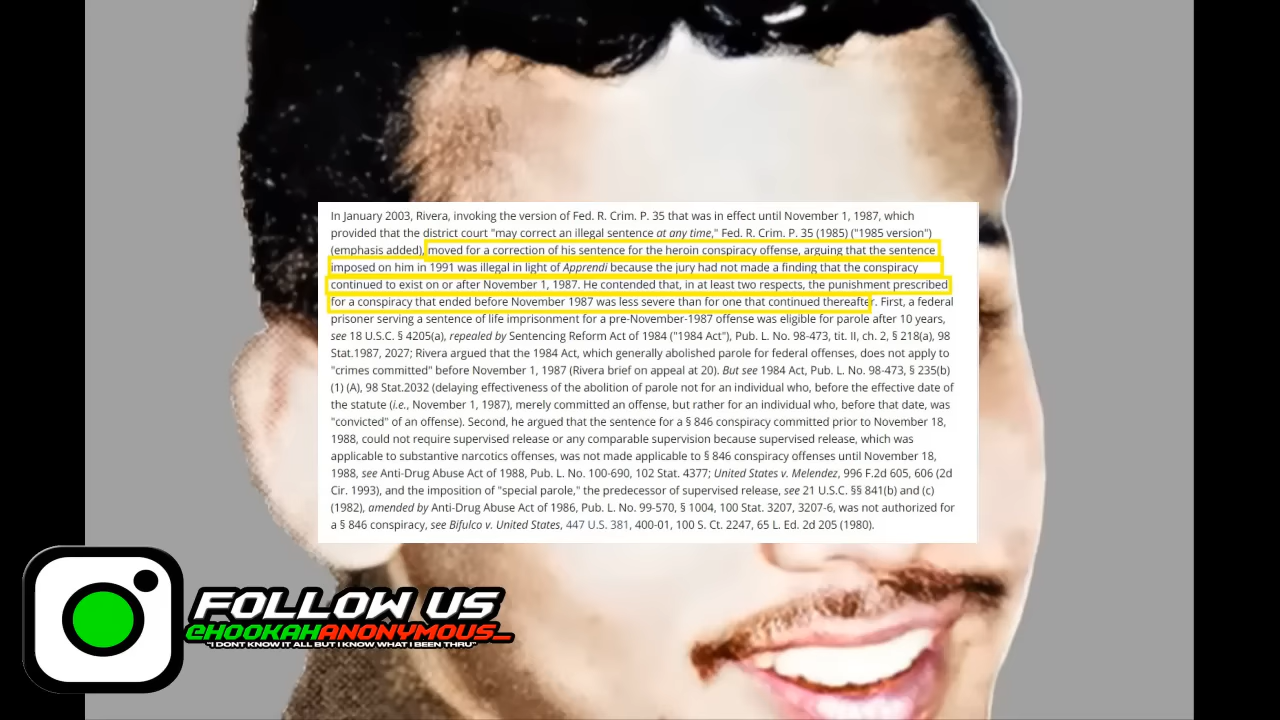 In January 2003, Rivera, invoking the version of Fed. R. Crim. P. 35 that was in effect until November 1, 1987, which
provided that the district court "may correct an illegal sentence at any time," Fed. R. Crim. P. 35 (1985) ("1985 version")
(emphasis added), moved for a correction of his sentence for the heroin conspiracy offense, arguing that the sentence
imposed on him in 1991 was illegal in light of Apprendi because the jury had not made a finding that the conspiracy
continued to exist on or after November 1, 1987. He contended that, in at least two respects, the punishment prescribed
for a conspiracy that ended before November 1987 was less severe than for one that continued thereafter. First, a federal
prisoner serving a sentence of life imprisonment for a pre-November-1987 offense was eligible for parole after 10 years,
see 18 U.S.C. § 4205(a), repealed by Sentencing Reform Act of 1984 ("1984 Act"), Pub. L. No. 98-473, tit. II, ch. 2, § 218(a), 98
Stat.1987, 2027; Rivera argued that the 1984 Act, which generally abolished parole for federal offenses, does not apply to
"crimes committed" before November 1, 1987 (Rivera brief on appeal at 20). But see 1984 Act, Pub. L. No. 98-473, § 235(b)
(1) (A), 98 Stat.2032 (delaying effectiveness of the abolition of parole not for an individual who, before the effective date of
the statute (i.e., November 1, 1987), merely committed an offense, but rather for an individual who, before that date, was
"convicted" of an offense). Second, he argued that the sentence for a § 846 conspiracy committed prior to November 18,
1988, could not require supervised release or any comparable supervision because supervised release, which was
applicable to substantive narcotics offenses, was not made applicable to § 846 conspiracy offenses until November 18,
1988, see Anti-Drug Abuse Act of 1988, Pub. L. No. 100-690, 102 Stat. 4377; United States v. Melendez, 996 F.2d 605, 606 (2d
Cir. 1993), and the imposition of "special parole," the predecessor of supervised release, see 21 U.S.C. §§ 841(b) and (c)
(1982), amended by Anti-Drug Abuse Act of 1986, Pub. L. No. 99-570, § 1004, 100 Stat. 3207, 3207-6, was not authorized for
a § 846 conspiracy, see Bifulco v. United States, 447 U.S. 381, 400-01, 100 S. Ct. 2247, 65 L. Ed. 2d 205 (1980).
FOLLOW US
@HOOKAHANONYMOUS_
"I DONT KNOW IT ALL BUT I KNOW WHAT I BEEN THRU"